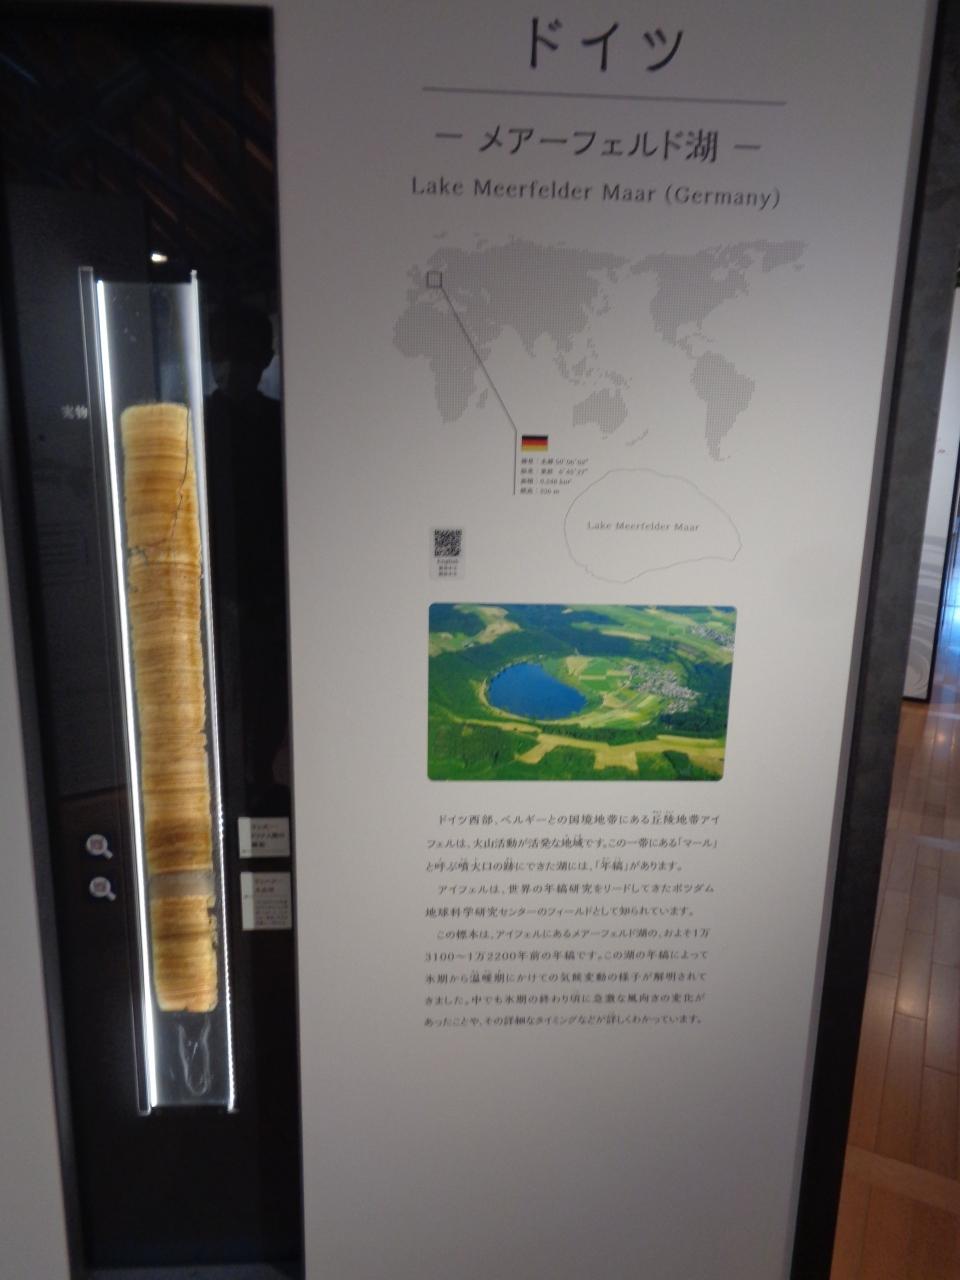 ドイツ
― メアーフェルド湖 ―
Lake Meerfelder Maar (Germany)
実物
Lake Meerfelder Maar
English
ドイツ西部、ベルギーとの国境地帯にある丘陵地帯アイ
フェルは、火山活動が活発な地域です。この一帯にある「マール」
と呼ぶ噴火口の跡にできた湖には、「年縞」があります。
アイフェルは、世界の年縞研究をリードしてきたポツダム
地球科学研究センターのフィールドとして知られています。
この標本は、アイフェルにあるメアーフェルド湖の、およそ1万
3100～1万2200年前の年縞です。この湖の年縞によって
氷期から温暖期にかけての気候変動の様子が解明されて
きました。中でも氷期の終わり頃に急激な風向きの変化が
あったことや、その詳細なタイミングなどが詳しくわかっています。